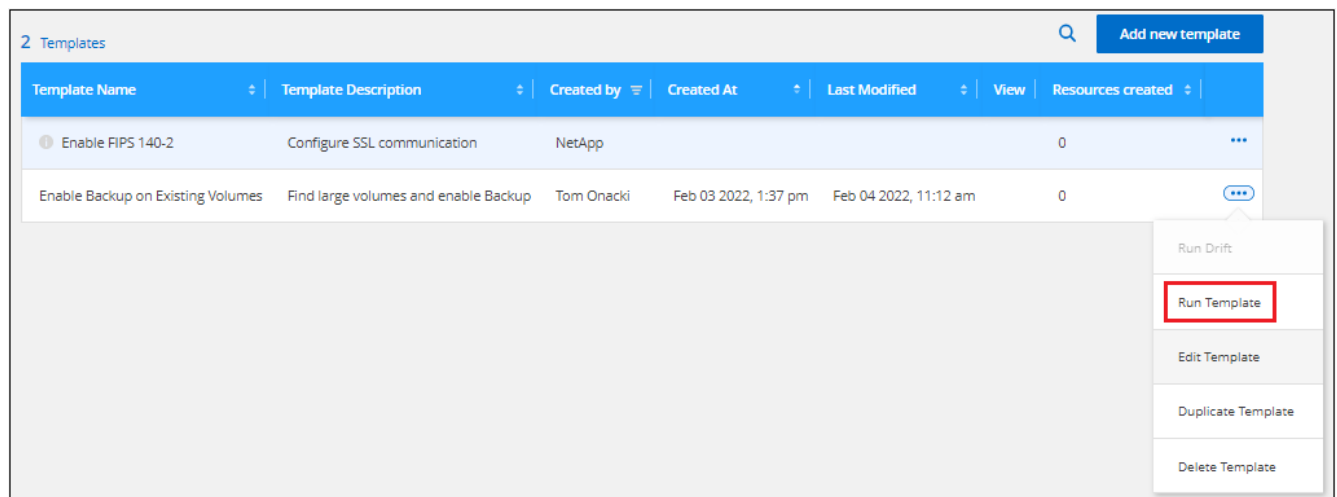 2 Templates
Add new template
Template Name Template Description Created by Created At Last Modified View Resources created
Enable FIPS 140-2 Configure SSL communication NetApp 0
Enable Backup on Existing Volumes Find large volumes and enable Backup Tom Onacki Feb 03 2022, 1:37 pm Feb 04 2022, 11:12 am 0
Run Drift
Run Template
Edit Template
Duplicate Template
Delete Template